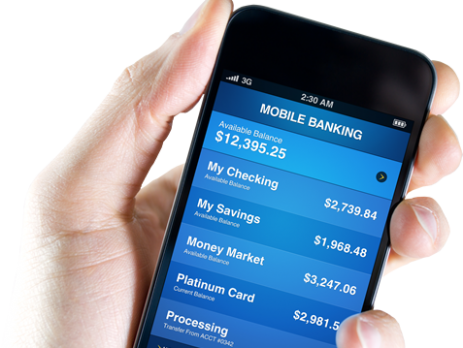 3G 2:30 AM
MOBILE BANKING
Available Balance
$12,395.25
My Checking
Available Balance
$2,739.84
My Savings
Available Balance
$1,968.48
Money Market
Available Balance
$3,247.06
Platinum Card
Current Balance
$2,981.5
Processing
Transfer From ACCT #0342